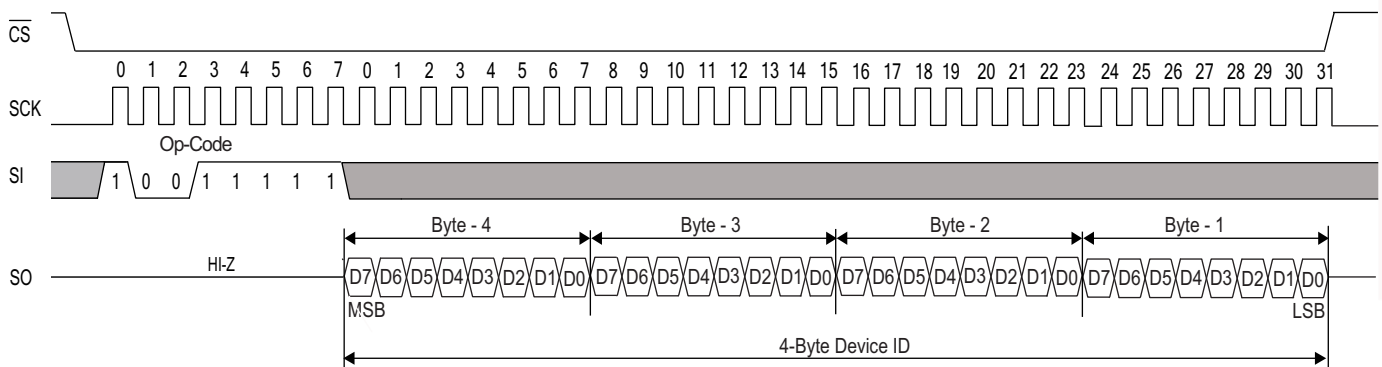 CS
0 1 2 3 4 5 6 7 0 1 2 3 4 5 6 7 8 9 10 11 12 13 14 15 16 17 18 19 20 21 22 23 24 25 26 27 28 29 30 31
SCK
Op-Code
SI 1 0 0 1 1 1 1 1
Byte - 4 Byte - 3 Byte - 2 Byte - 1
SO HI-Z D7 D6 D5 D4 D3 D2 D1 D0 D7 D6 D5 D4 D3 D2 D1 D0 D7 D6 D5 D4 D3 D2 D1 D0 D7 D6 D5 D4 D3 D2 D1 D0
MSB LSB
4-Byte Device ID